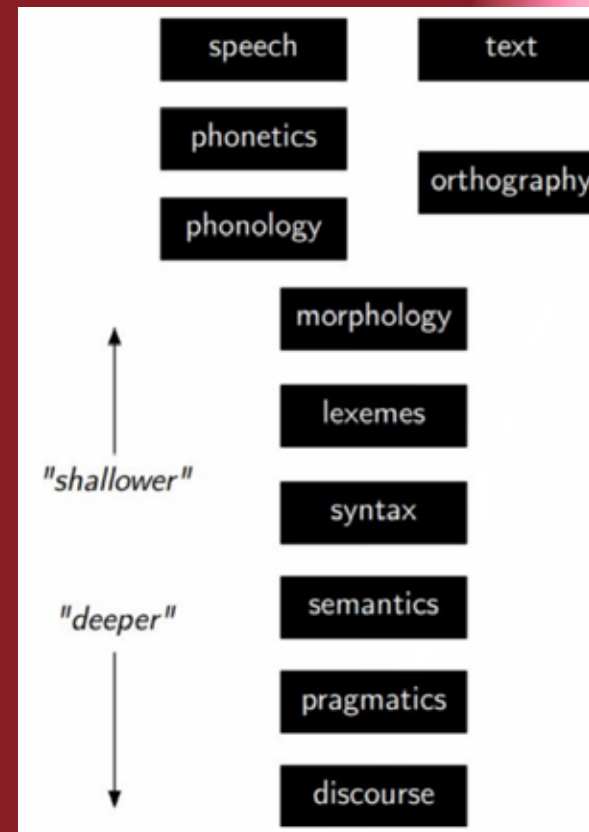 speech
text
phonetics
orthography
phonology
morphology
lexemes
"shallower"
syntax
semantics
"deeper"
pragmatics
discourse